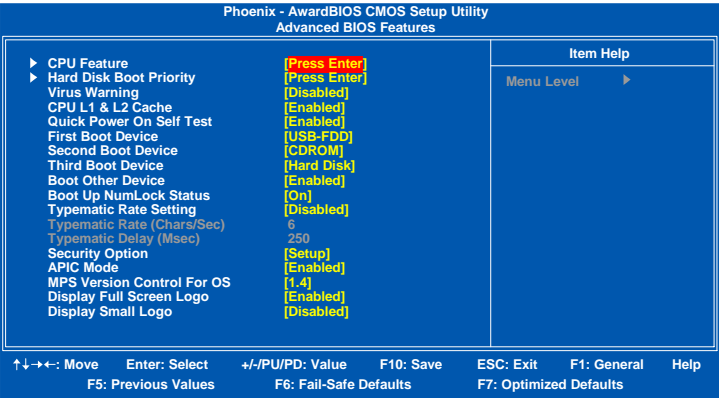 Phoenix - AwardBIOS CMOS Setup Utility
Advanced BIOS Features
Item Help
CPU Feature [Press Enter]
Hard Disk Boot Priority [Press Enter]
Menu Level
Virus Warning [Disabled]
CPU L1 & L2 Cache [Enabled]
Quick Power On Self Test [Enabled]
First Boot Device [USB-FDD]
Second Boot Device [CDROM]
Third Boot Device [Hard Disk]
Boot Other Device [Enabled]
Boot Up NumLock Status [On]
Typematic Rate Setting [Disabled]
Typematic Rate (Chars/Sec) 6
Typematic Delay (Msec) 250
Security Option [Setup]
APIC Mode [Enabled]
MPS Version Control For OS [1.4]
Display Full Screen Logo [Enabled]
Display Small Logo [Disabled]
↑↓→←: Move Enter: Select +/-/PU/PD: Value F10: Save ESC: Exit F1: General Help
F5: Previous Values F6: Fail-Safe Defaults F7: Optimized Defaults